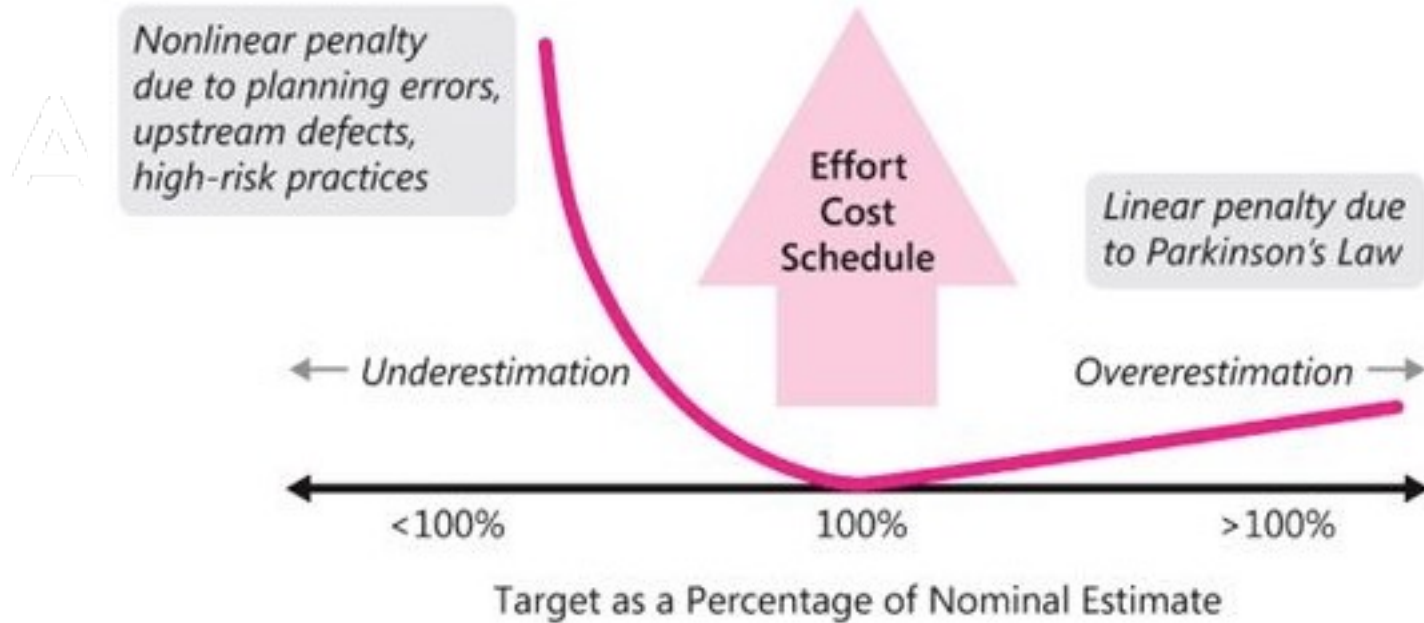 Nonlinear penalty
due to planning errors,
upstream defects,
high-risk practices
Effort
Cost
Schedule
Linear penalty due
to Parkinson's Law
Underestimation
Overerestimation
<100%
100%
>100%
Target as a Percentage of Nominal Estimate